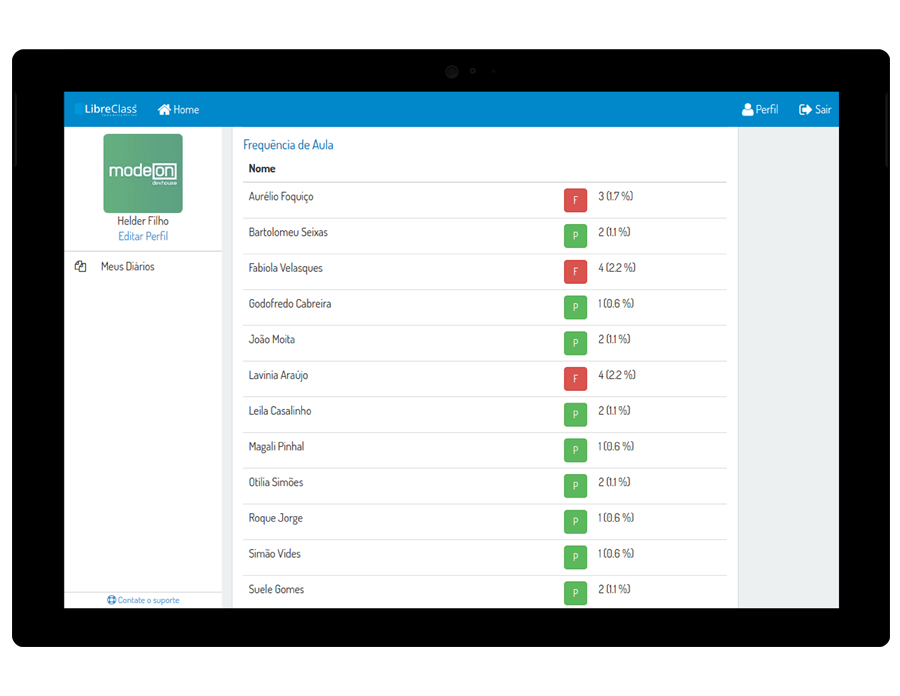 LibreClass
Home
Perfil
Sair
modeon
devhouse
Helder Filho
Editar Perfil
Meus Diários
Contate o suporte
Frequência de Aula
Nome
Aurélio Foquiço F 3 (1.7 %)
Bartolomeu Seixas P 2 (1.1 %)
Fabiola Velasques F 4 (2.2 %)
Godofredo Cabreira P 1 (0.6 %)
João Moita P 2 (1.1 %)
Lavinia Araújo F 4 (2.2 %)
Leila Casalinho P 2 (1.1 %)
Magali Pinhal P 1 (0.6 %)
Otilia Simões P 2 (1.1 %)
Roque Jorge P 1 (0.6 %)
Simão Vides P 1 (0.6 %)
Suele Gomes P 2 (1.1 %)